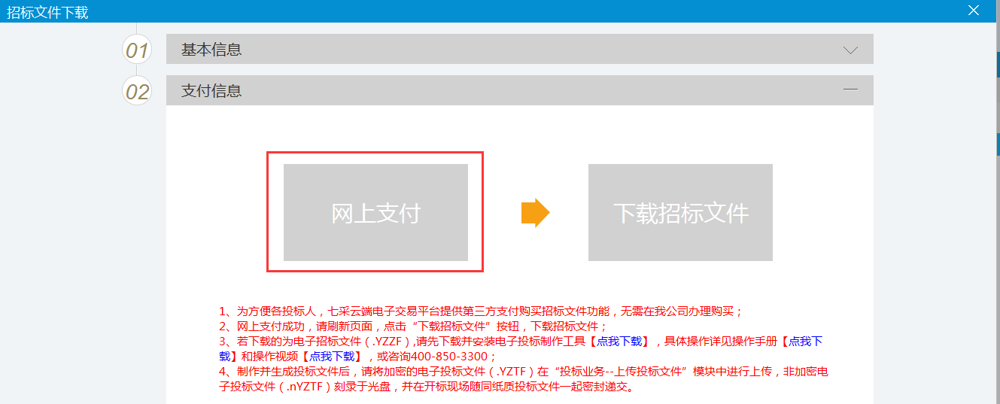 招标文件下载
01
基本信息
02
支付信息
网上支付
下载招标文件
1、为方便各投标人，七采云端电子交易平台提供第三方支付购买招标文件功能，无需在我公司办理购买；
2、网上支付成功，请刷新页面，点击“下载招标文件”按钮，下载招标文件；
3、若下载的为电子招标文件（.YZZF）,请先下载并安装电子投标制作工具【点我下载】，具体操作详见操作手册【点我下
载】和操作视频【点我下载】，或咨询400-850-3300；
4、制作并生成投标文件后，请将加密的电子投标文件（.YZTF）在“投标业务--上传投标文件”模块中进行上传，非加密电
子投标文件（.nYZTF）刻录于光盘，并在开标现场随同纸质投标文件一起密封递交。